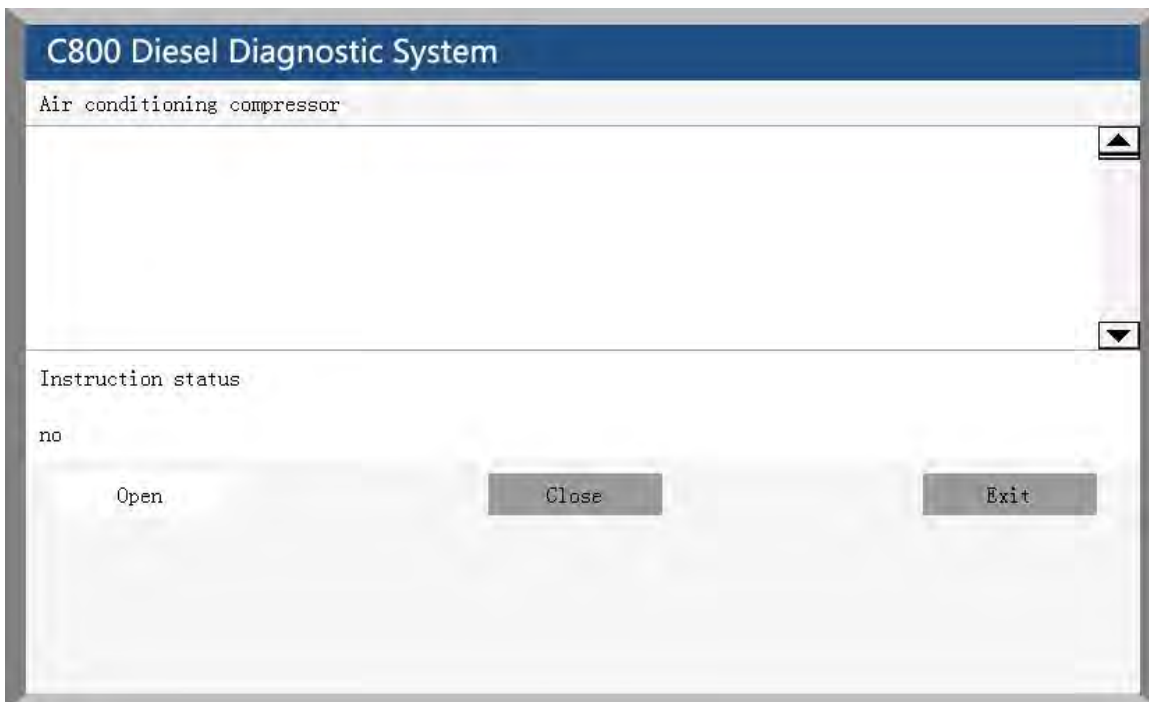 C800 Diesel Diagnostic System
Air conditioning compressor
Instruction status
no
Open Close Exit